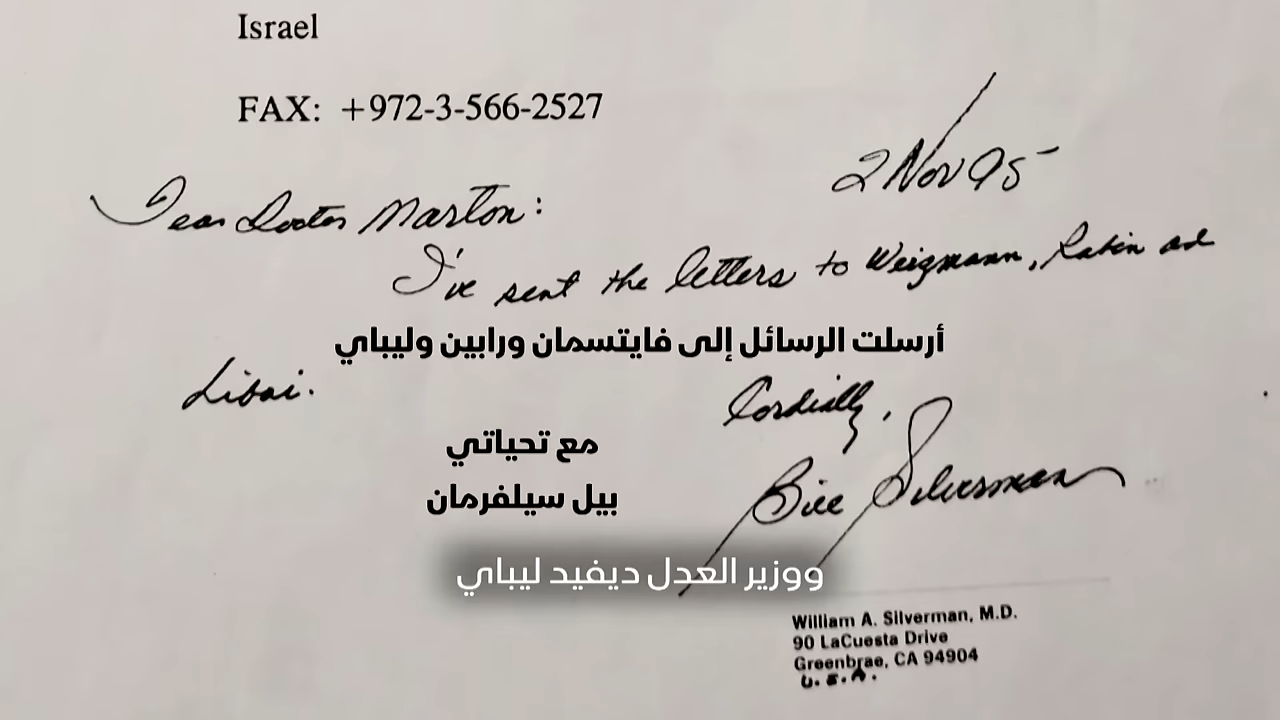 Israel
FAX: +972-3-566-2527
2 Nov 95
Dear Doctor Marton:
I've sent the letters to Weizmann, Rabin and
أرسلت الرسائل إلى فايتسمان ورابين وليباي
Libai.
Cordially,
مع تحياتي
Bill Silverman
بيل سيلفرمان
ووزير العدل ديفيد ليباي
William A. Silverman, M.D.
90 LaCuesta Drive
Greenbrae, CA 94904
U.S.A.